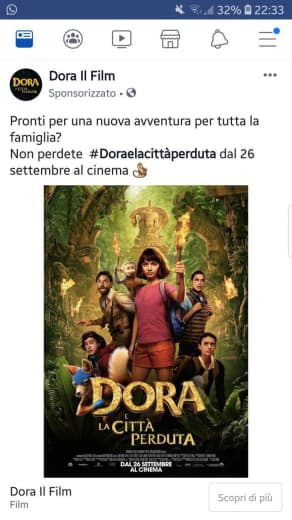 32% 22:33
DORA
Dora Il Film
Sponsorizzato
Pronti per una nuova avventura per tutta la
famiglia?
Non perdete #Doraelacittàperduta dal 26
settembre al cinema
DORA
E
LA CITTÀ
PERDUTA
DAL 26 SETTEMBRE
AL CINEMA
Dora Il Film
Film
Scopri di più